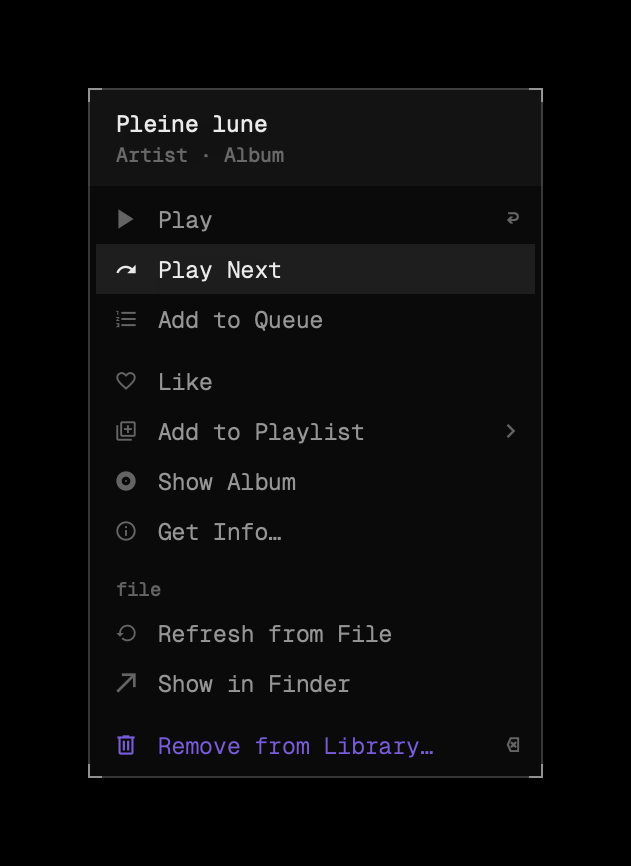 Pleine lune
Artist · Album
Play
Play Next
Add to Queue
Like
Add to Playlist
Show Album
Get Info…
file
Refresh from File
Show in Finder
Remove from Library…